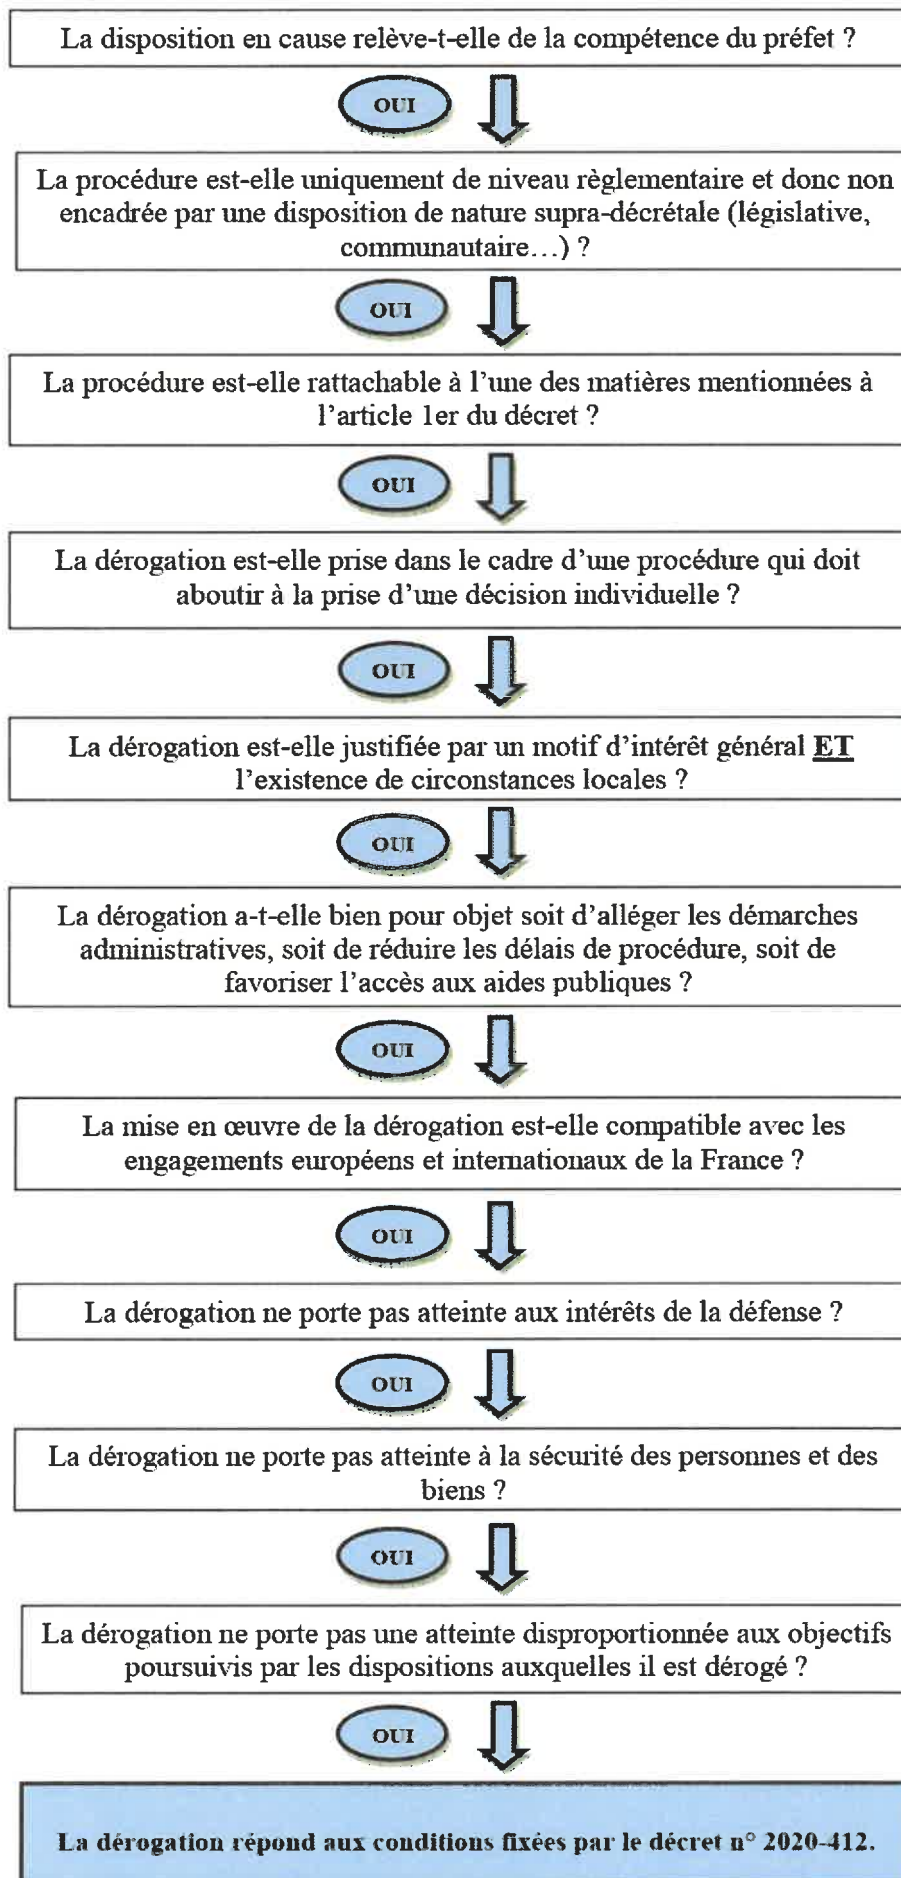 La disposition en cause relève-t-elle de la compétence du préfet ?
OUI
La procédure est-elle uniquement de niveau règlementaire et donc non
encadrée par une disposition de nature supra-décrétale (législative,
communautaire…) ?
OUI
La procédure est-elle rattachable à l’une des matières mentionnées à
l’article 1er du décret ?
OUI
La dérogation est-elle prise dans le cadre d’une procédure qui doit
aboutir à la prise d’une décision individuelle ?
OUI
La dérogation est-elle justifiée par un motif d’intérêt général ET
l’existence de circonstances locales ?
OUI
La dérogation a-t-elle bien pour objet soit d’alléger les démarches
administratives, soit de réduire les délais de procédure, soit de
favoriser l’accès aux aides publiques ?
OUI
La mise en œuvre de la dérogation est-elle compatible avec les
engagements européens et internationaux de la France ?
OUI
La dérogation ne porte pas atteinte aux intérêts de la défense ?
OUI
La dérogation ne porte pas atteinte à la sécurité des personnes et des
biens ?
OUI
La dérogation ne porte pas une atteinte disproportionnée aux objectifs
poursuivis par les dispositions auxquelles il est dérogé ?
OUI
La dérogation répond aux conditions fixées par le décret n° 2020-412.